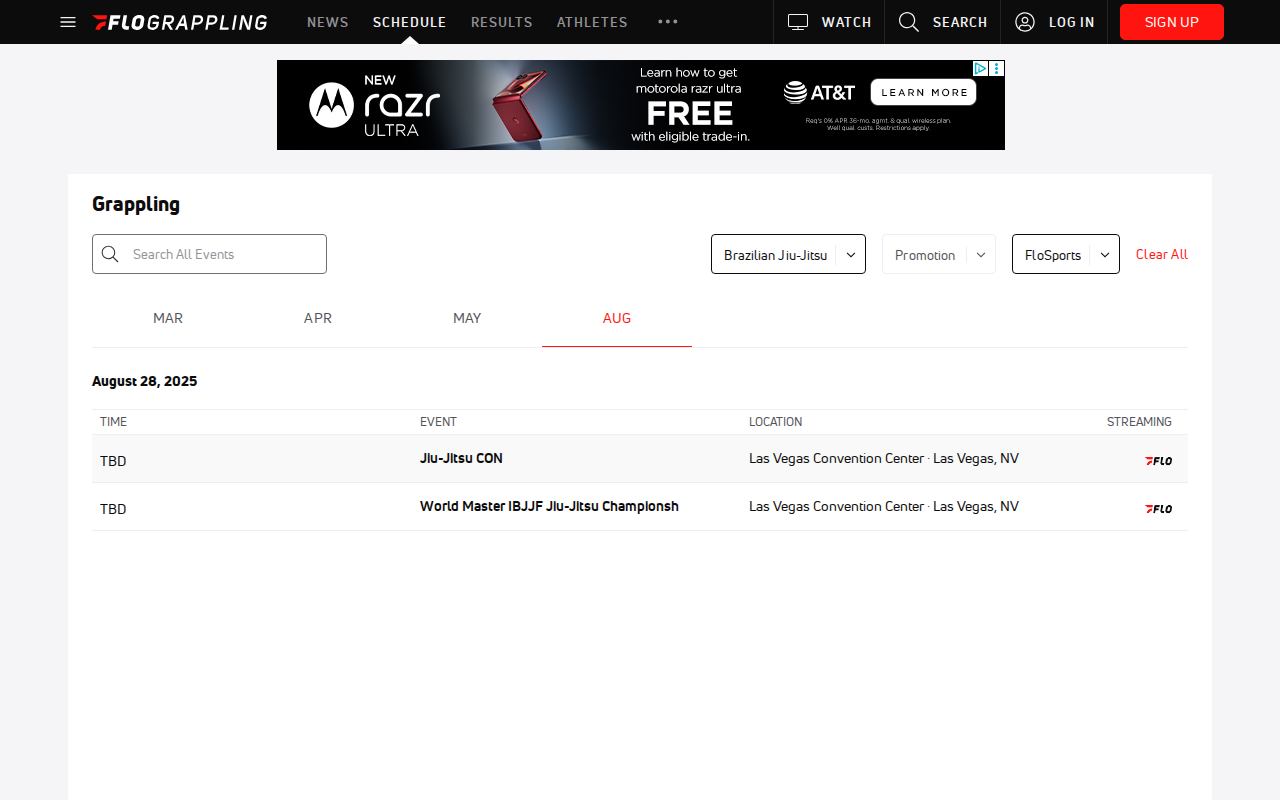 FLOGRAPPLING
NEWS
SCHEDULE
RESULTS
ATHLETES
WATCH
SEARCH
LOG IN
SIGN UP
NEW
razr
ULTRA
Learn how to get
motorola razr ultra
FREE
with eligible trade-in.
AT&T
LEARN MORE
Req's 0% APR 36-mo. agmt. & qual. wireless plan.
Well qual. custs. Restrictions apply.
Grappling
Search All Events
Brazilian Jiu-Jitsu
Promotion
FloSports
Clear All
MAR
APR
MAY
AUG
August 28, 2025
TIME
EVENT
LOCATION
STREAMING
TBD
Jiu-Jitsu CON
Las Vegas Convention Center · Las Vegas, NV
FLO
TBD
World Master IBJJF Jiu-Jitsu Championsh
Las Vegas Convention Center · Las Vegas, NV
FLO